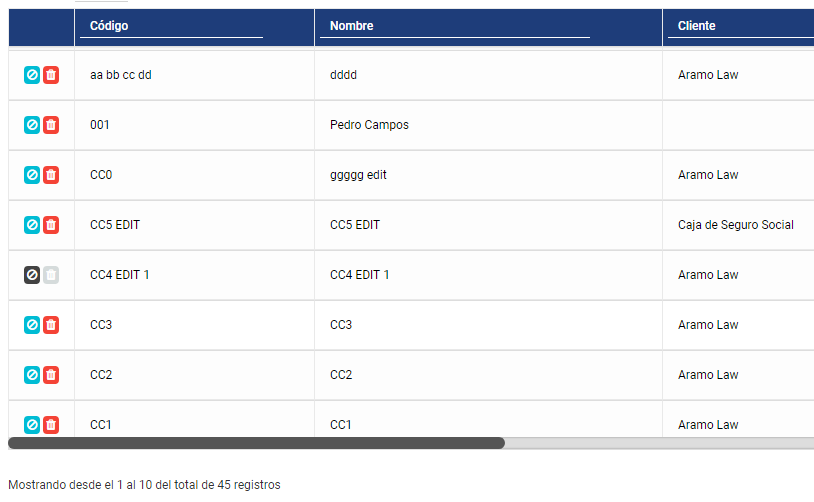 Código Nombre Cliente
aa bb cc dd dddd Aramo Law
001 Pedro Campos
CC0 ggggg edit Aramo Law
CC5 EDIT CC5 EDIT Caja de Seguro Social
CC4 EDIT 1 CC4 EDIT 1 Aramo Law
CC3 CC3 Aramo Law
CC2 CC2 Aramo Law
CC1 CC1 Aramo Law
Mostrando desde el 1 al 10 del total de 45 registros